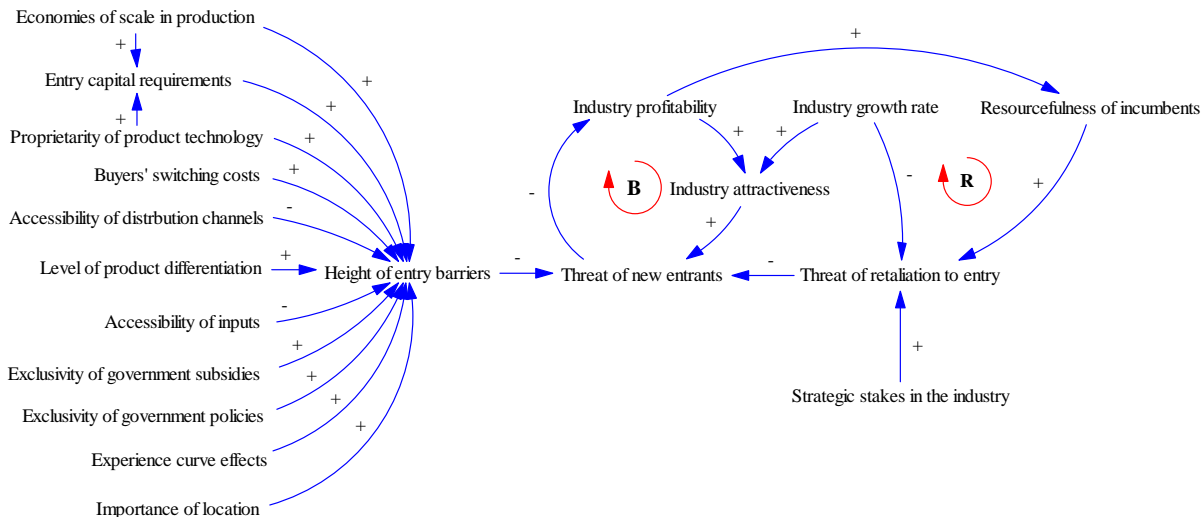 Economies of scale in production
+
+
Entry capital requirements
+
+
Proprietarity of product technology
+
Buyers' switching costs
+
Accessibility of distrbution channels
-
Level of product differentiation
+
Height of entry barriers
Accessibility of inputs
-
Exclusivity of government subsidies
+
Exclusivity of government policies
+
Experience curve effects
+
Importance of location
+
-
Threat of new entrants
-
Industry profitability
+
+
Industry growth rate
+
-
Resourcefulness of incumbents
+
Industry attractiveness
+
B
R
-
Threat of retaliation to entry
+
Strategic stakes in the industry